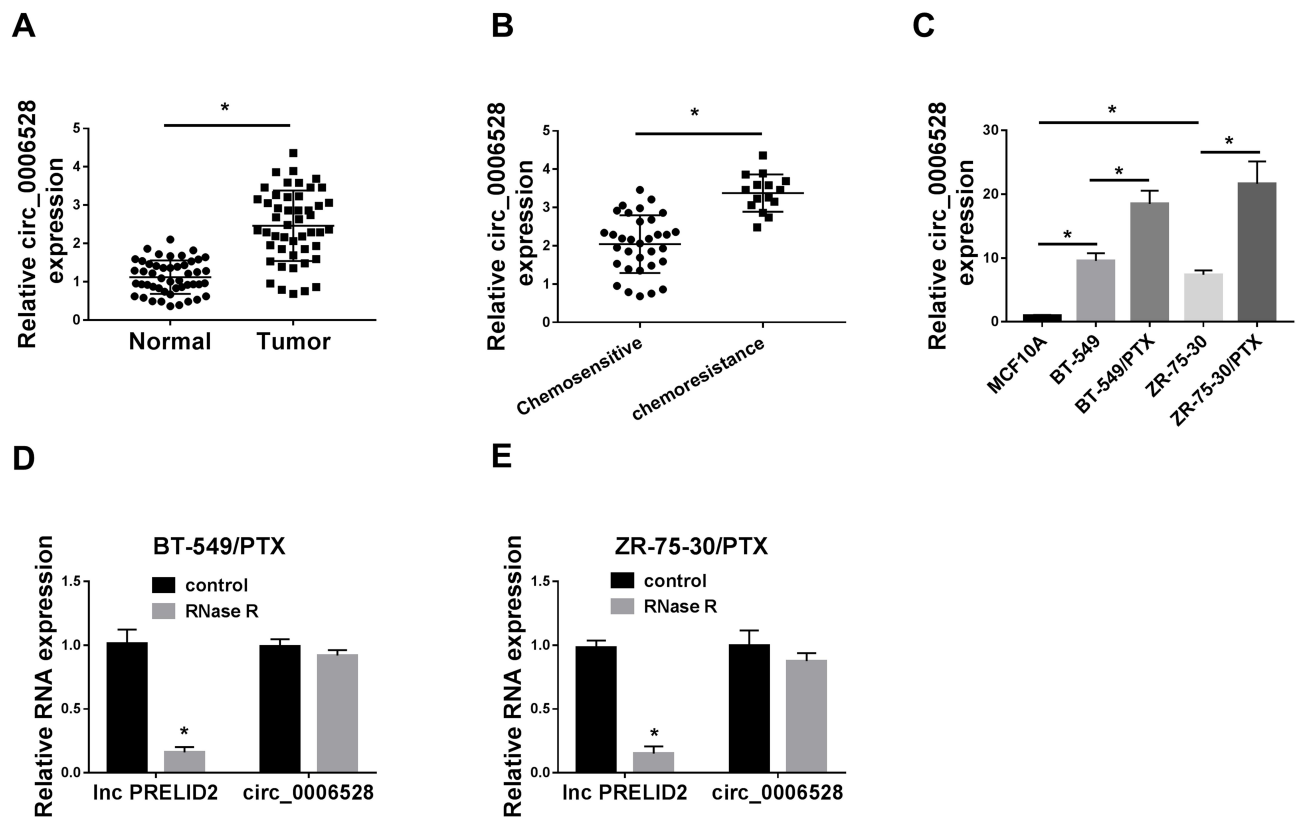 A
B
C
Relative circ_0006528
expression
5
4
3
2
1
0
*
Normal
Tumor
Relative circ_0006528
expression
5
4
3
2
1
0
*
Chemosensitive
chemoresistance
Relative circ_0006528
expression
30
20
10
0
*
*
*
*
MCF10A
BT-549
BT-549/PTX
ZR-75-30
ZR-75-30/PTX
D
E
BT-549/PTX
control
RNase R
Relative RNA expression
1.5
1.0
0.5
0.0
*
lnc PRELID2
circ_0006528
ZR-75-30/PTX
control
RNase R
Relative RNA expression
1.5
1.0
0.5
0.0
*
lnc PRELID2
circ_0006528